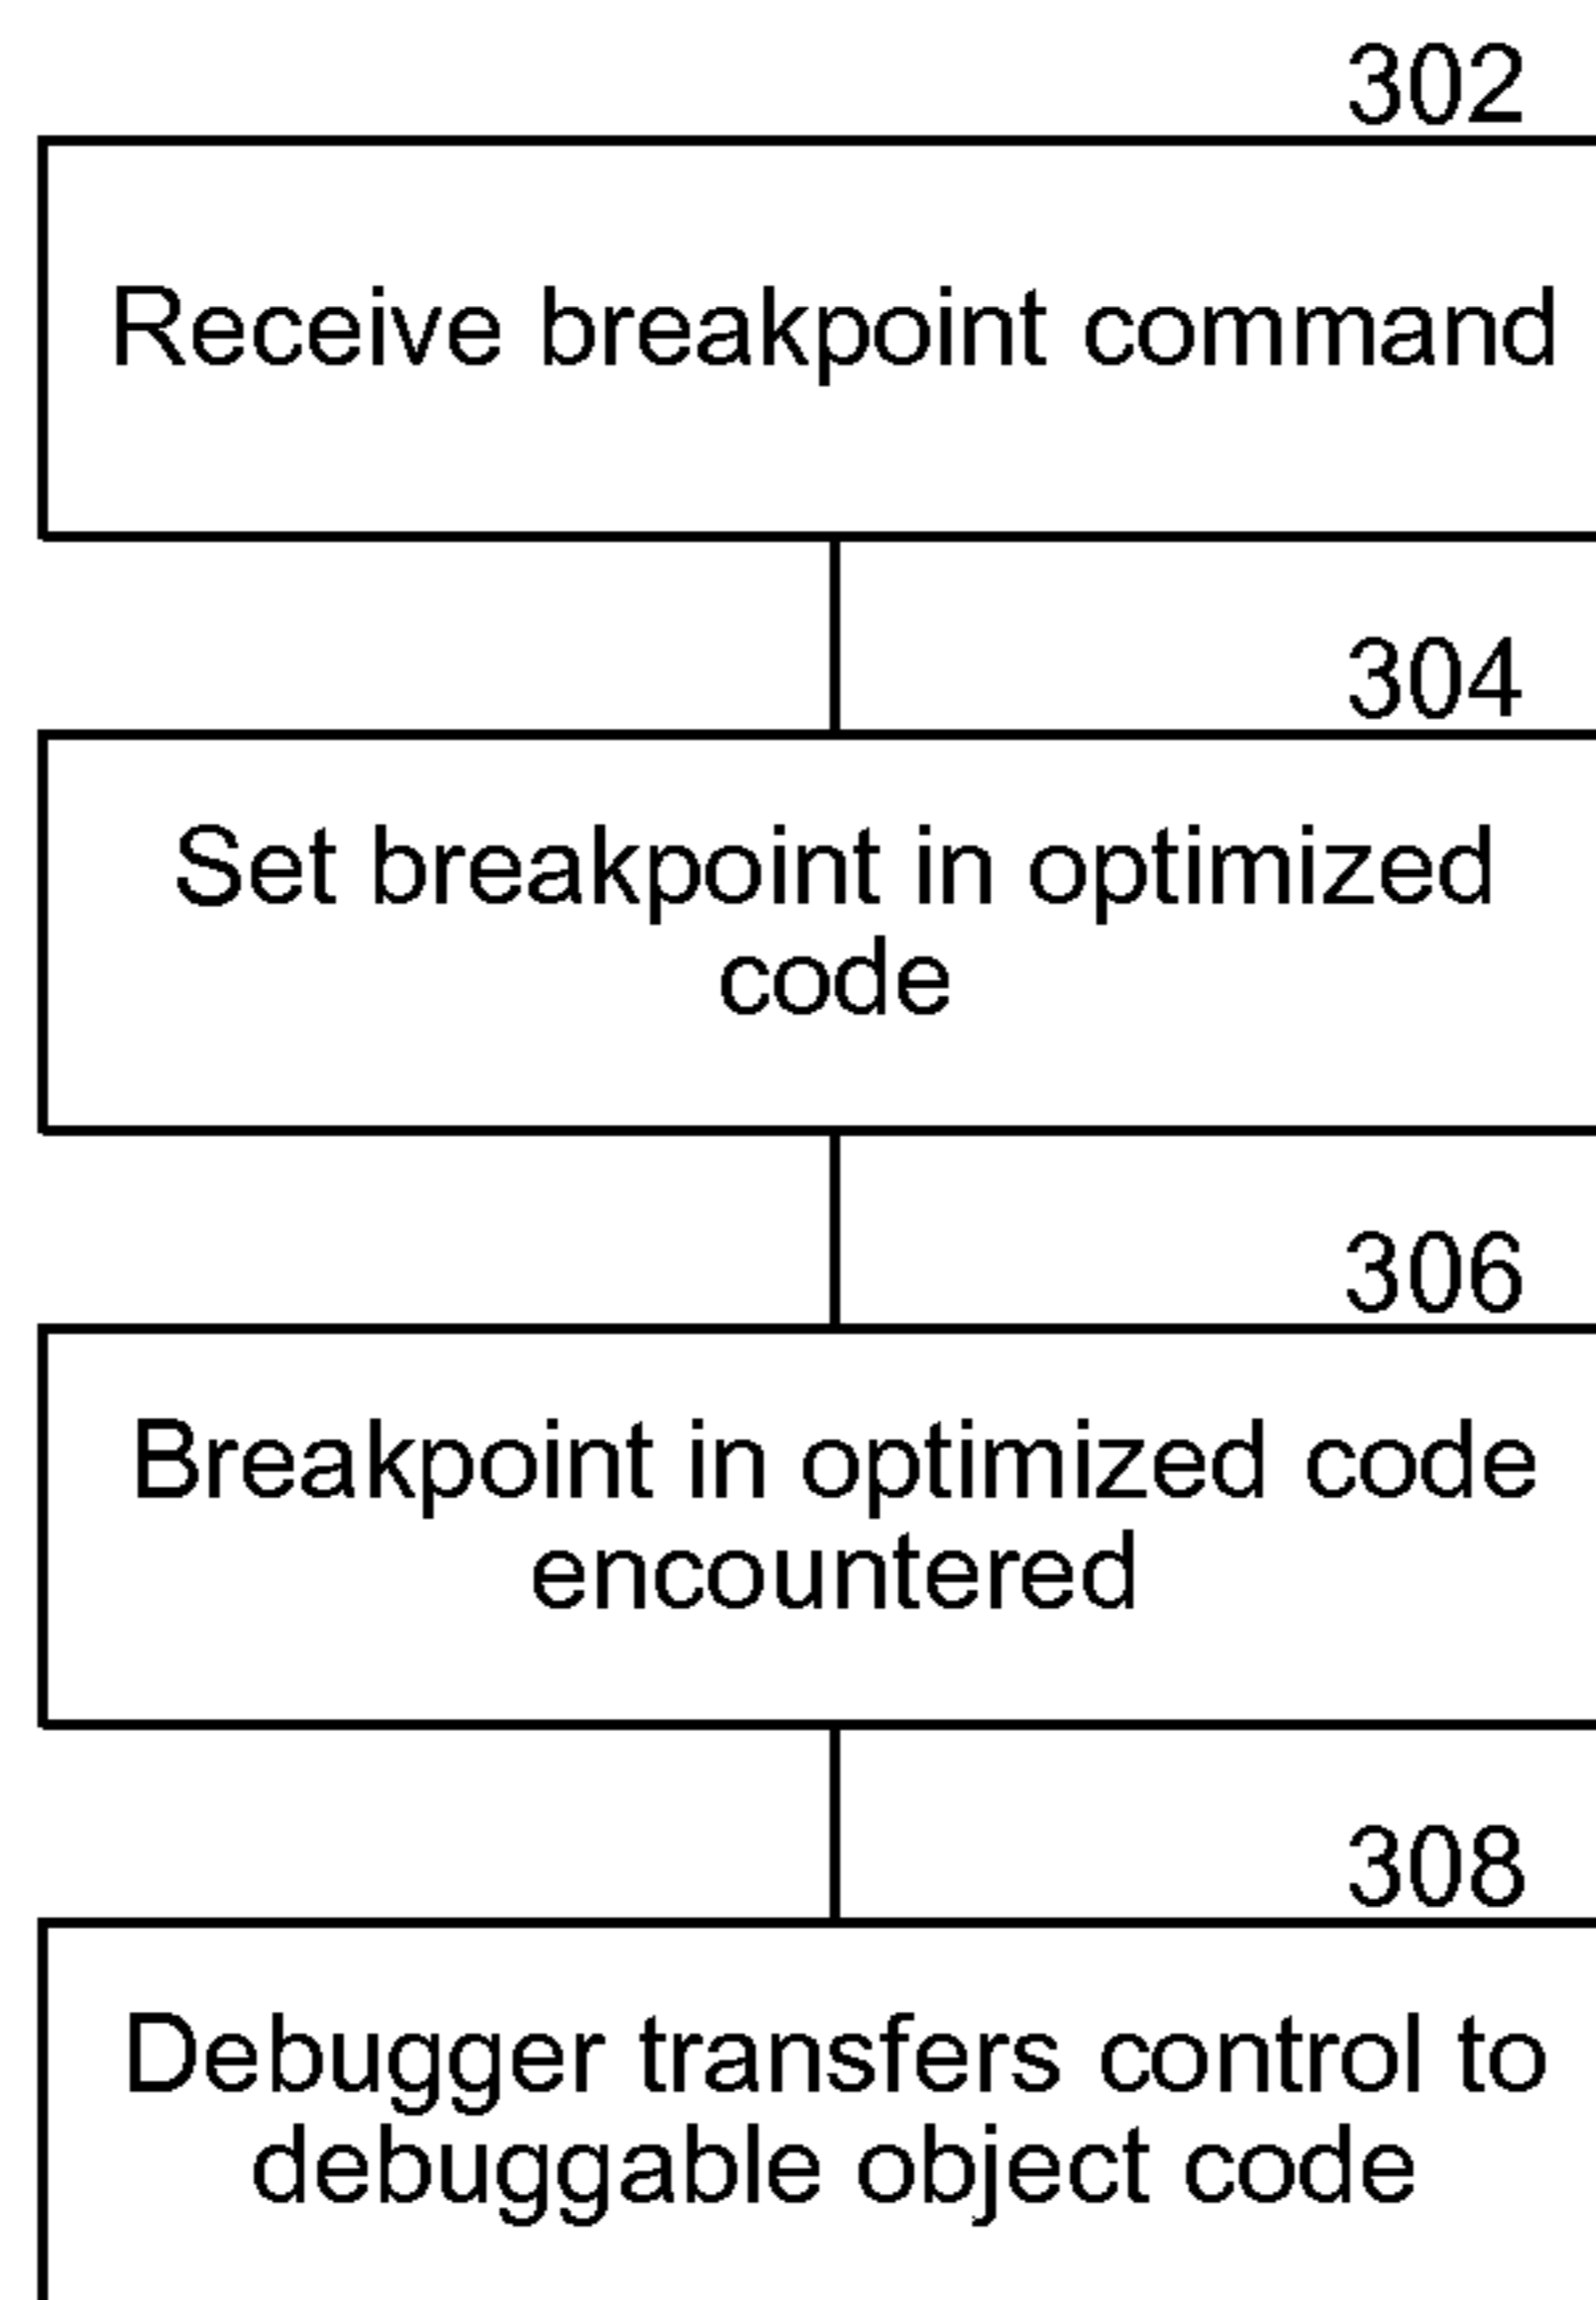 302
Receive breakpoint command
304
Set breakpoint in optimized
code
306
Breakpoint in optimized code
encountered
308
Debugger transfers control to
debuggable object code